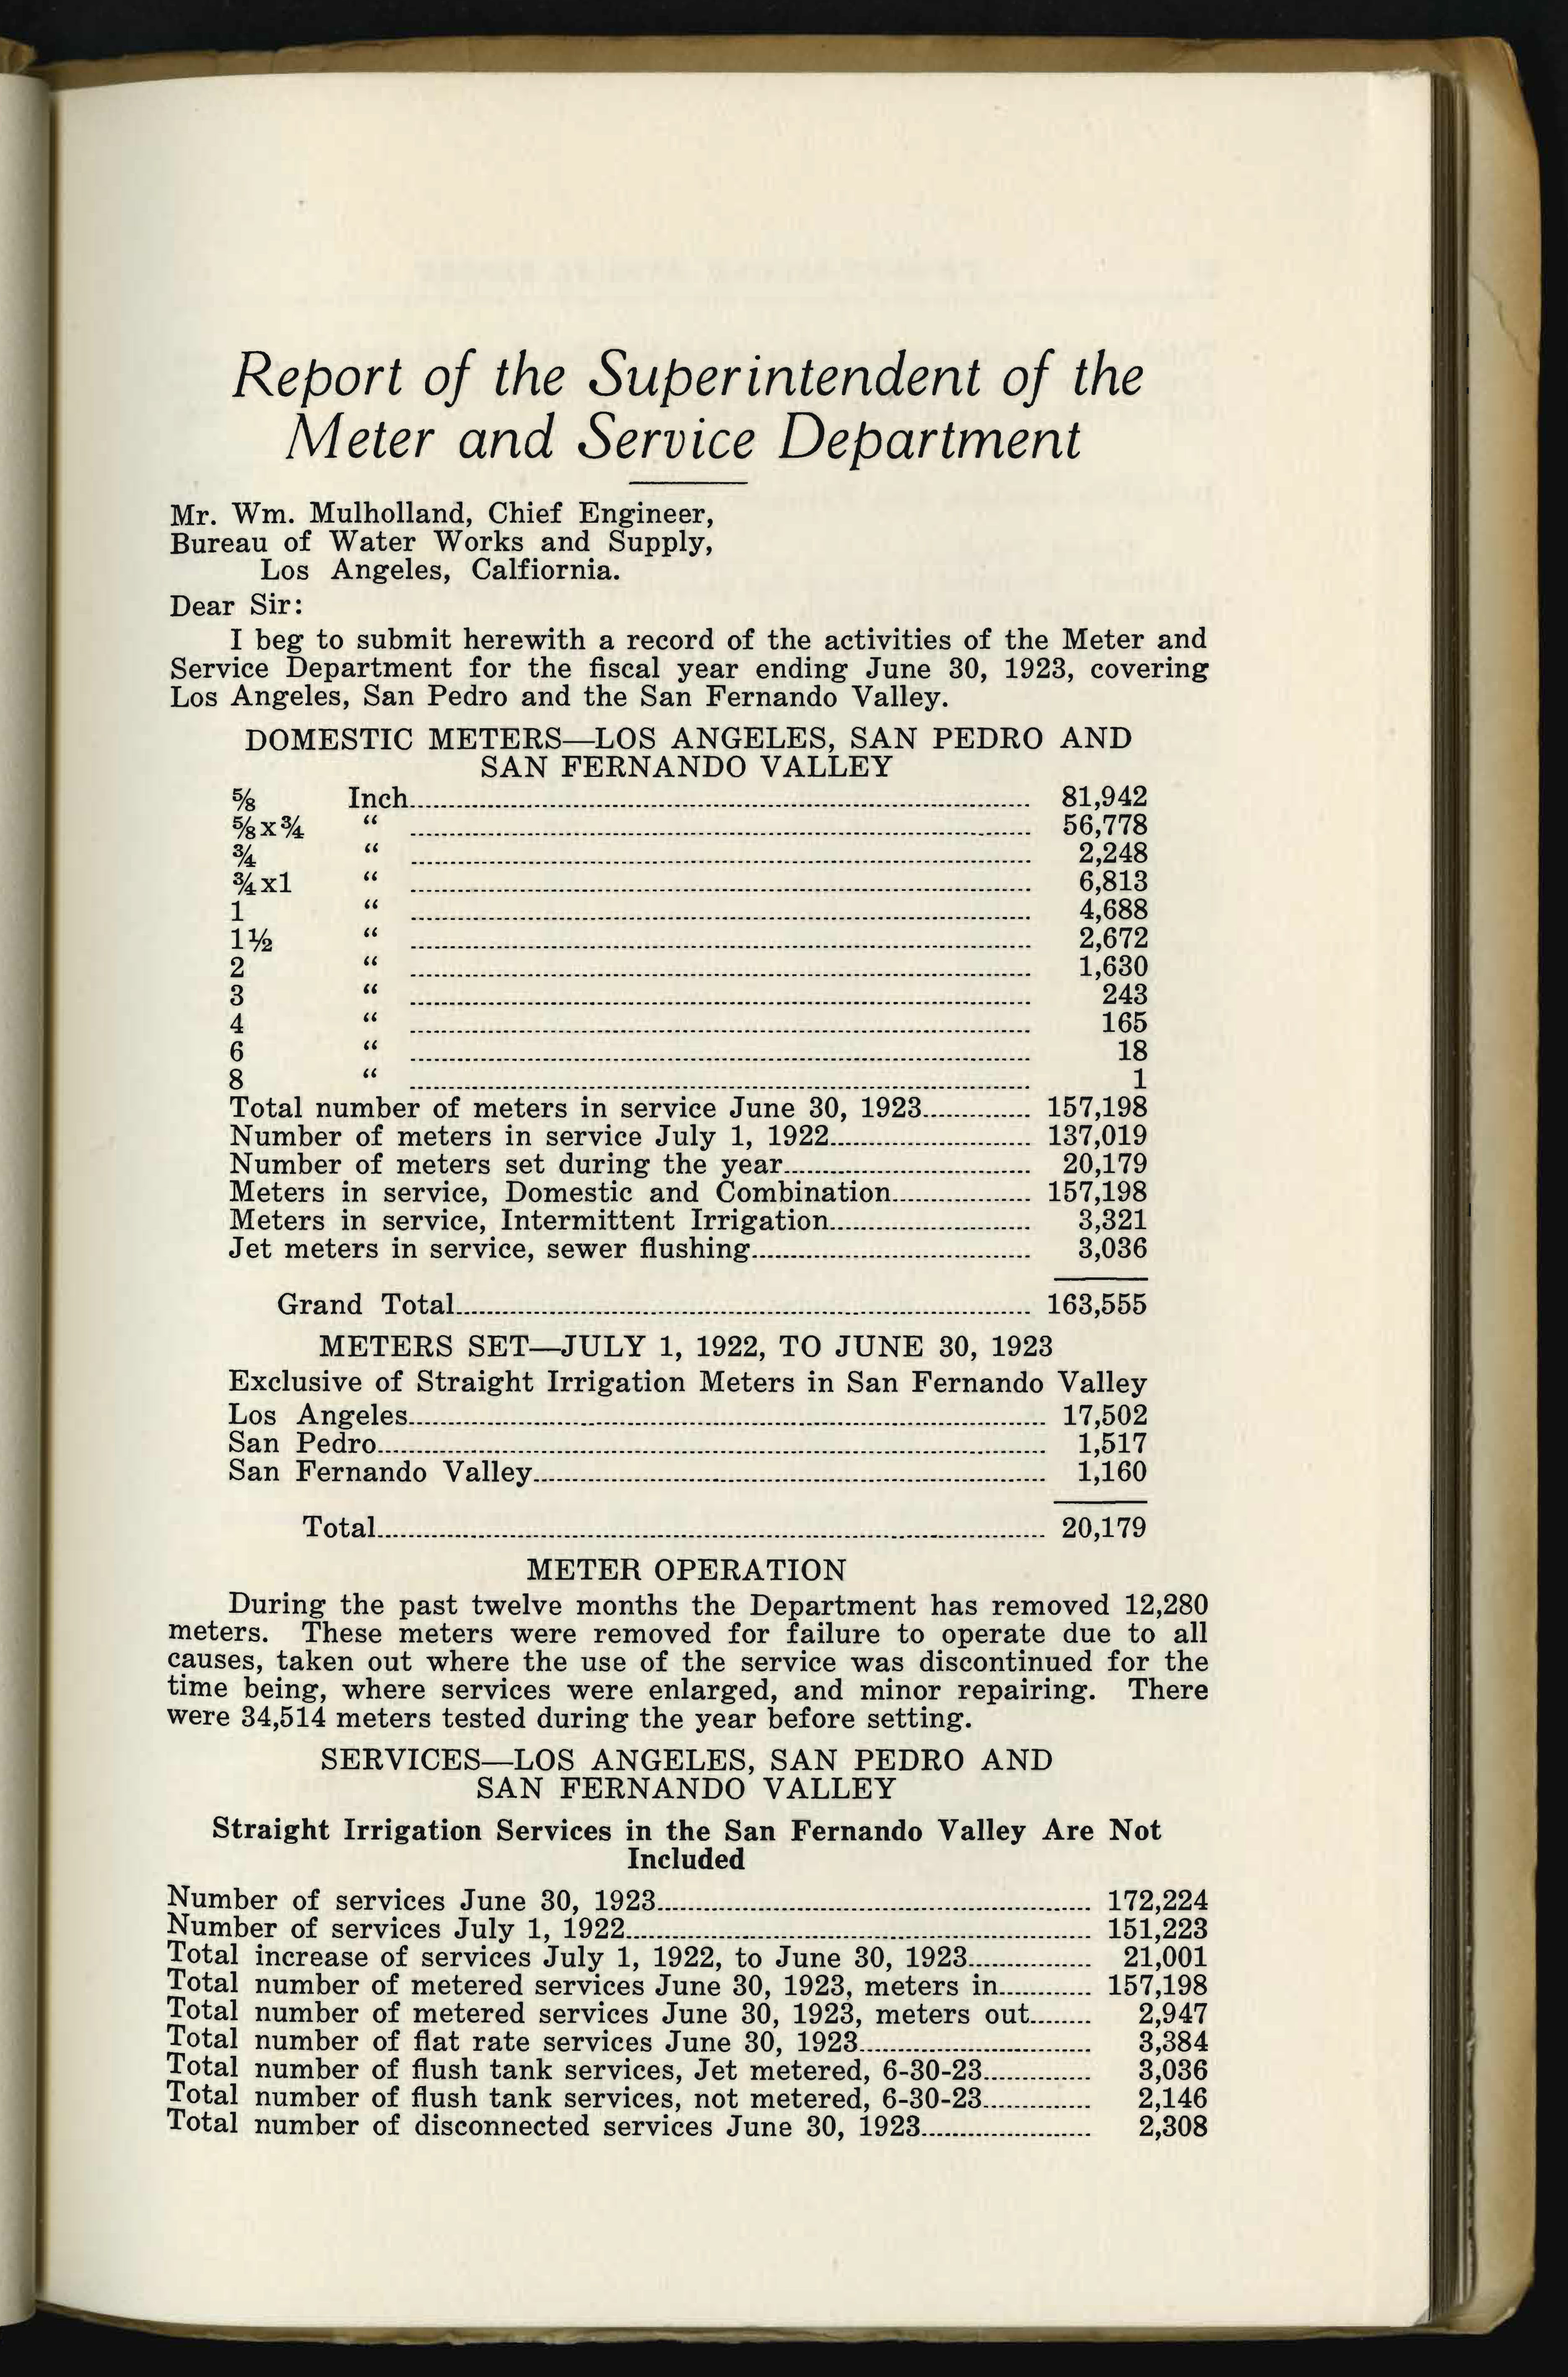 Report of the Superintendent of the
Meter and Service Department
Mr. Wm. Mulholland, Chief Engineer,
Bureau of Water Works and Supply,
Los Angeles, Calfiornia.
Dear Sir:
I beg to submit herewith a record of the activities of the Meter and
Service Department for the fiscal year ending June 30, 1923, covering
Los Angeles, San Pedro and the San Fernando Valley.
DOMESTIC METERS—LOS ANGELES, SAN PEDRO AND
SAN FERNANDO VALLEY
⅝ Inch 81,942
⅝x¾ “ 56,778
¾ “ 2,248
¾x1 “ 6,813
1 “ 4,688
1½ “ 2,672
2 “ 1,630
3 “ 243
4 “ 165
6 “ 18
8 “ 1
Total number of meters in service June 30, 1923 157,198
Number of meters in service July 1, 1922 137,019
Number of meters set during the year 20,179
Meters in service, Domestic and Combination 157,198
Meters in service, Intermittent Irrigation 3,321
Jet meters in service, sewer flushing 3,036
Grand Total 163,555
METERS SET—JULY 1, 1922, TO JUNE 30, 1923
Exclusive of Straight Irrigation Meters in San Fernando Valley
Los Angeles 17,502
San Pedro 1,517
San Fernando Valley 1,160
Total 20,179
METER OPERATION
During the past twelve months the Department has removed 12,280
meters. These meters were removed for failure to operate due to all
causes, taken out where the use of the service was discontinued for the
time being, where services were enlarged, and minor repairing. There
were 34,514 meters tested during the year before setting.
SERVICES—LOS ANGELES, SAN PEDRO AND
SAN FERNANDO VALLEY
Straight Irrigation Services in the San Fernando Valley Are Not
Included
Number of services June 30, 1923 172,224
Number of services July 1, 1922 151,223
Total increase of services July 1, 1922, to June 30, 1923 21,001
Total number of metered services June 30, 1923, meters in 157,198
Total number of metered services June 30, 1923, meters out 2,947
Total number of flat rate services June 30, 1923 3,384
Total number of flush tank services, Jet metered, 6-30-23 3,036
Total number of flush tank services, not metered, 6-30-23 2,146
Total number of disconnected services June 30, 1923 2,308